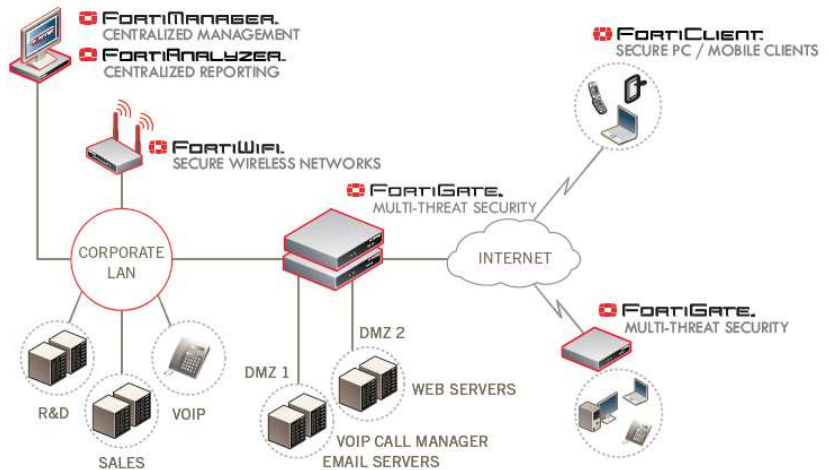 FORTIMANAGER.
CENTRALIZED MANAGEMENT
FORTIANALYZER.
CENTRALIZED REPORTING
FORTICLIENT.
SECURE PC / MOBILE CLIENTS
FORTIWIFI.
SECURE WIRELESS NETWORKS
FORTIGATE.
MULTI-THREAT SECURITY
CORPORATE
LAN
INTERNET
FORTIGATE.
MULTI-THREAT SECURITY
DMZ 2
DMZ 1
WEB SERVERS
R&D
VOIP
VOIP CALL MANAGER
EMAIL SERVERS
SALES